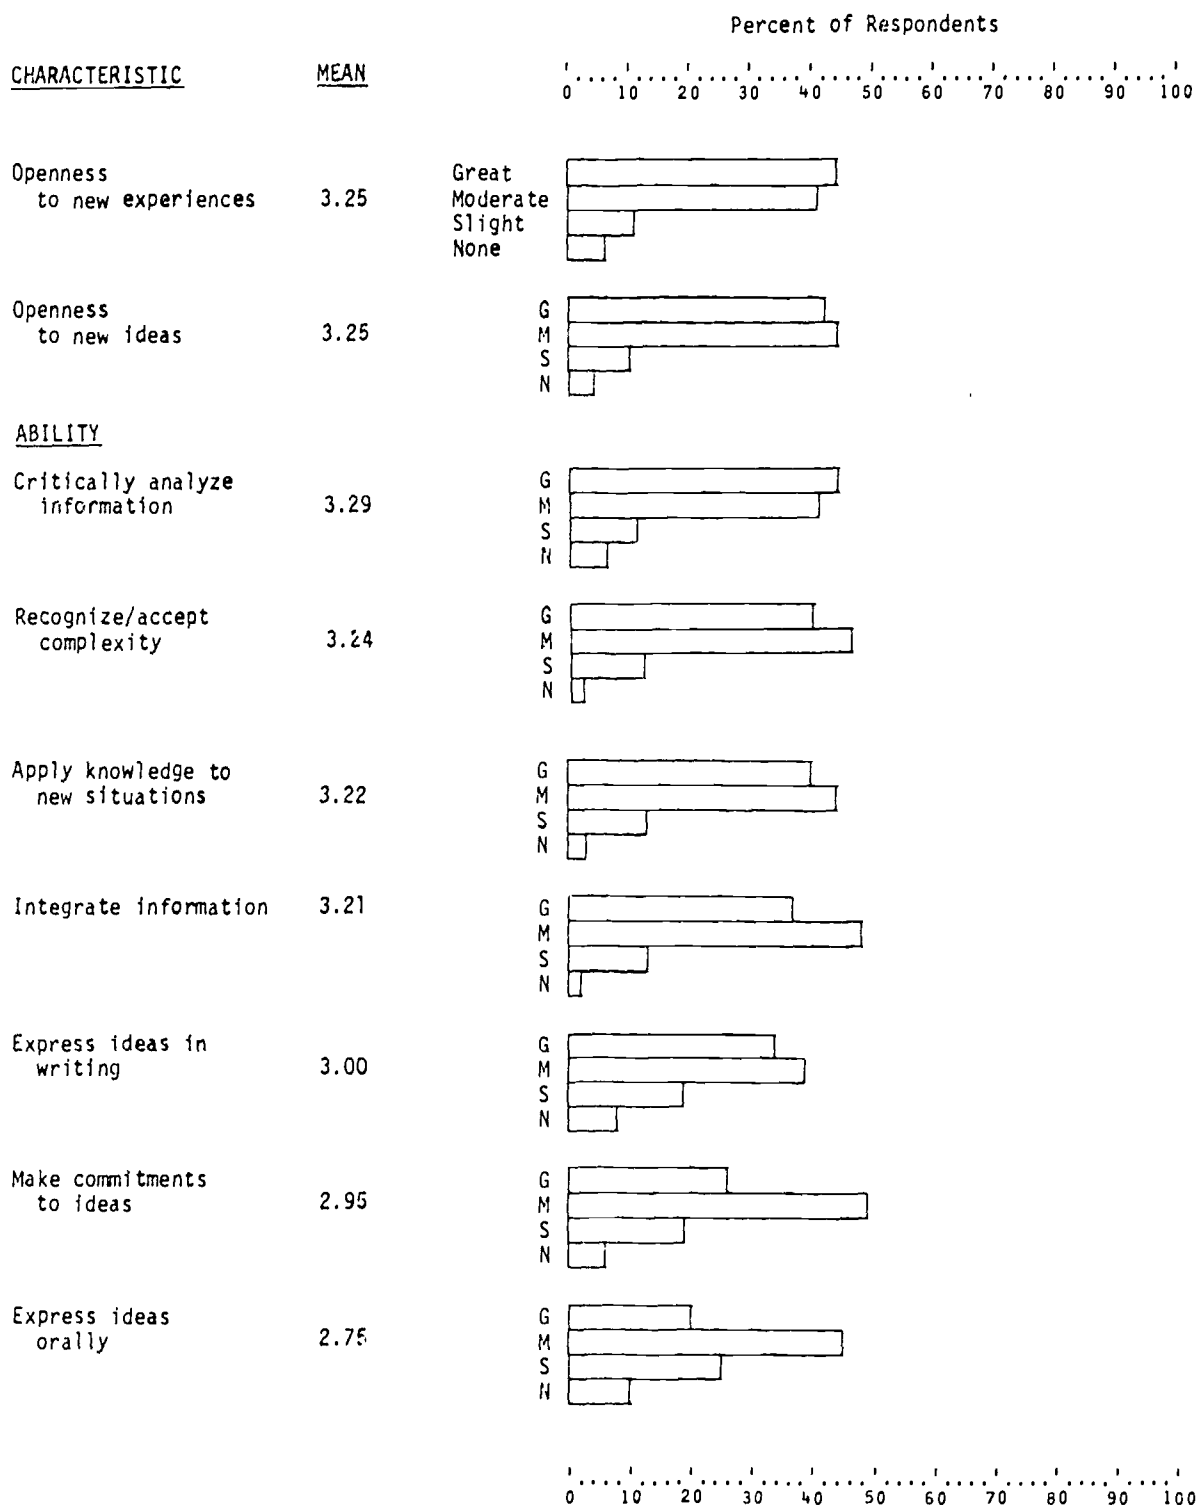 Percent of Respondents
CHARACTERISTIC MEAN
0 10 20 30 40 50 60 70 80 90 100
Openness Great
to new experiences 3.25 Moderate
Slight
None
Openness G
to new ideas 3.25 M
S
N
ABILITY
Critically analyze G
information 3.29 M
S
N
Recognize/accept G
complexity 3.24 M
S
N
Apply knowledge to G
new situations 3.22 M
S
N
Integrate information 3.21 G
M
S
N
Express ideas in G
writing 3.00 M
S
N
Make commitments G
to ideas 2.95 M
S
N
Express ideas G
orally 2.75 M
S
N
0 10 20 30 40 50 60 70 80 90 100